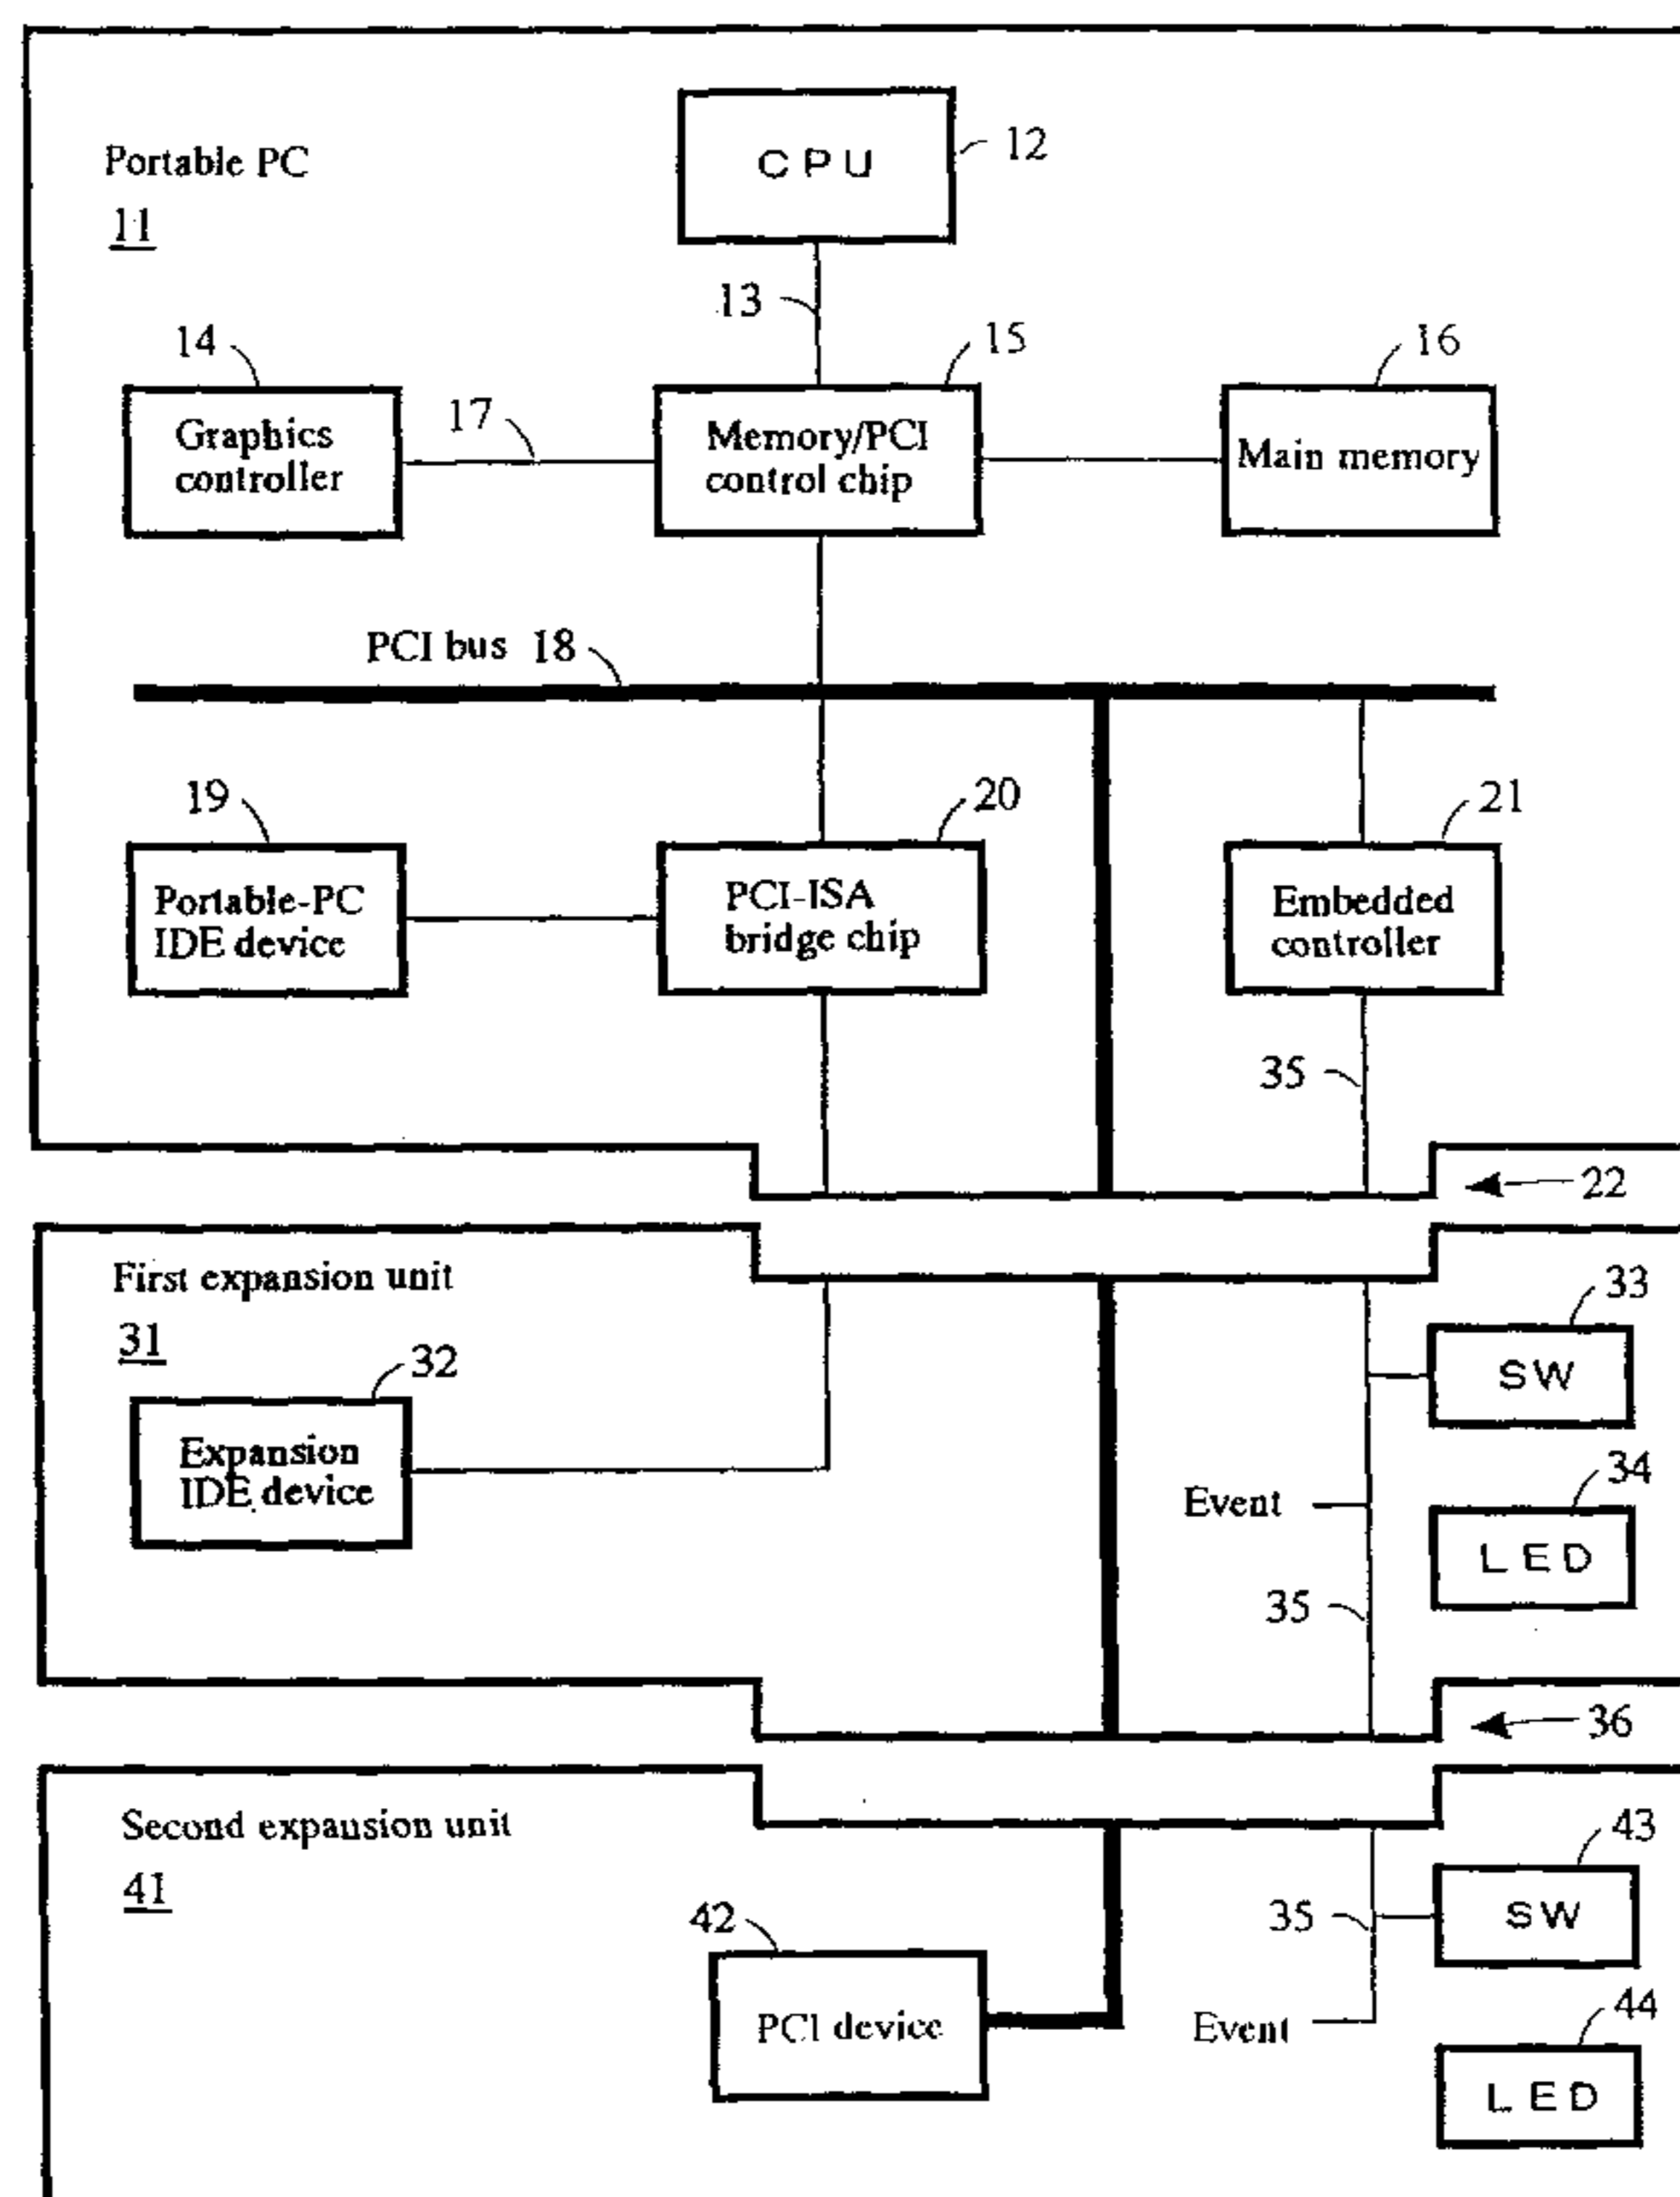 Portable PC
11
CPU
12
13
14
15
16
Graphics
controller
17
Memory/PCI
control chip
Main memory
PCI bus 18
19
20
21
Portable-PC
IDE device
PCI-ISA
bridge chip
Embedded
controller
35
22
First expansion unit
31
32
Expansion
IDE device
33
SW
Event
34
LED
35
36
Second expausion unit
41
42
PCI device
43
SW
35
Event
44
LED